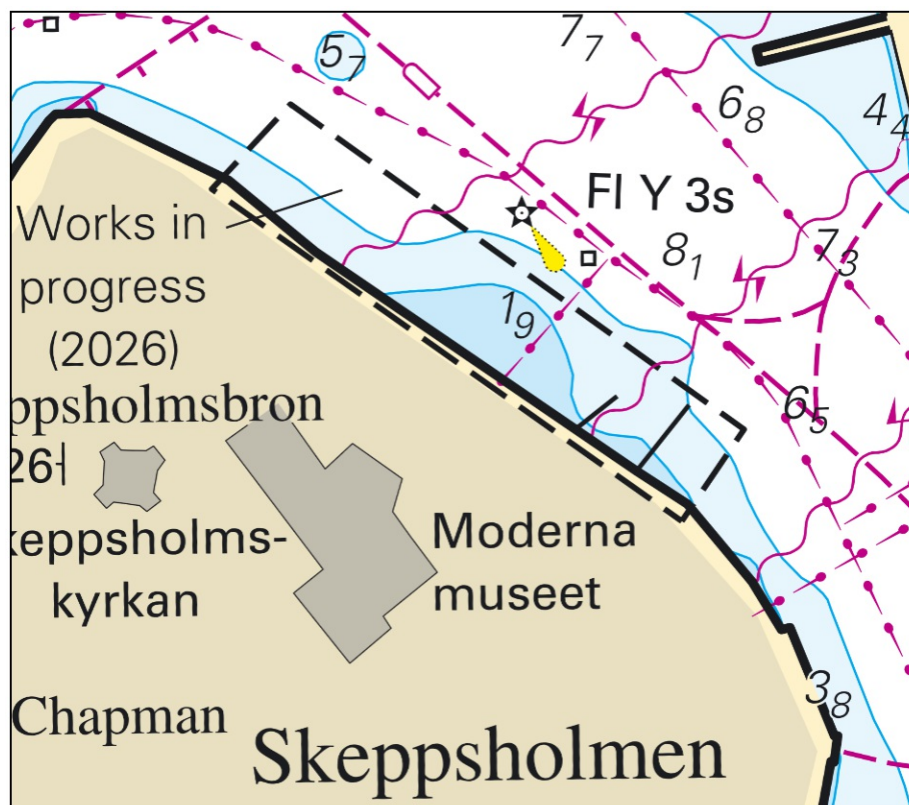 5₇
7₇
6₈
4₄
Fl Y 3s
Works in
progress
(2026)
8₁
7₃
1₉
ppsholmsbron
26
6₅
keppsholms-
kyrkan
Moderna
museet
3₈
Chapman
Skeppsholmen